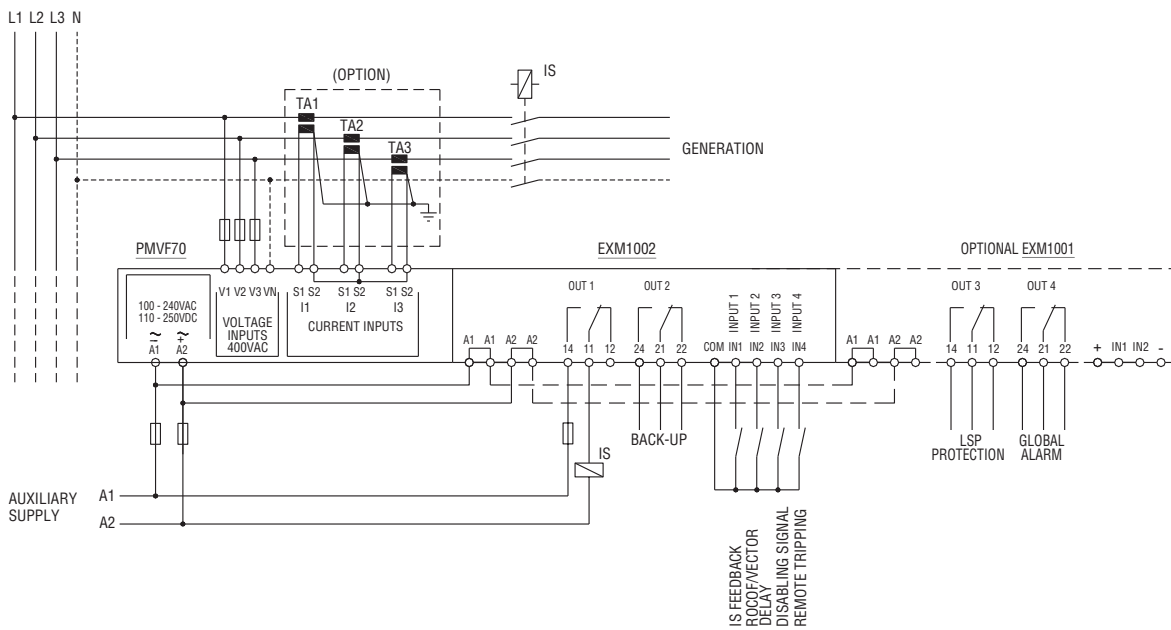 L1 L2 L3 N
(OPTION)
IS
TA1
TA2
TA3
GENERATION
PMVF70
EXM1002
OPTIONAL EXM1001
100 - 240VAC
110 - 250VDC
~ ~
– +
A1 A2
V1 V2 V3 VN
VOLTAGE
INPUTS
400VAC
S1 S2 S1 S2 S1 S2
I1 I2 I3
CURRENT INPUTS
A1 A1 A2 A2
OUT 1
14 11 12
OUT 2
24 21 22
INPUT 1
INPUT 2
INPUT 3
INPUT 4
COM IN1 IN2 IN3 IN4
A1 A1 A2 A2
OUT 3
14 11 12
OUT 4
24 21 22
+ IN1 IN2 -
BACK-UP
LSP
PROTECTION
GLOBAL
ALARM
IS
AUXILIARY
SUPPLY
A1
A2
IS FEEDBACK
ROCOF/VECTOR
DELAY
DISABLING SIGNAL
REMOTE TRIPPING